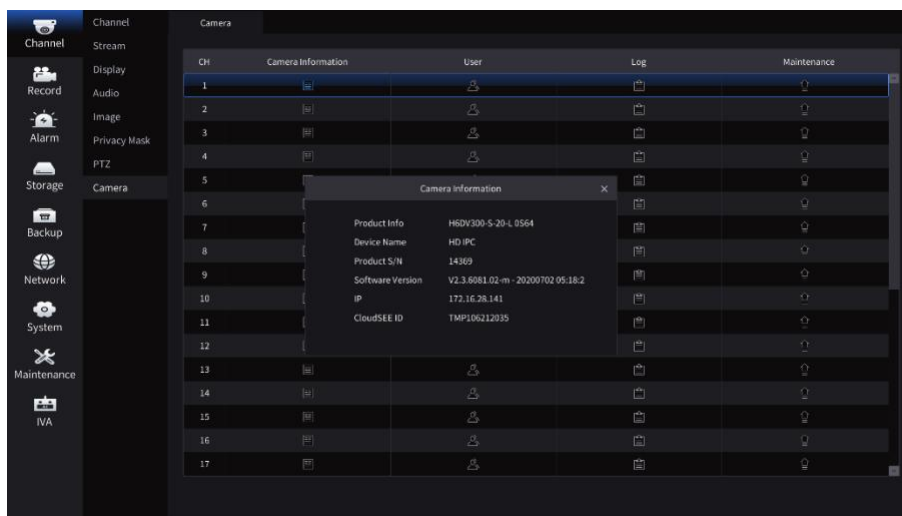 Channel
Record
Alarm
Storage
Backup
Network
System
Maintenance
IVA
Channel
Stream
Display
Audio
Image
Privacy Mask
PTZ
Camera
Camera
CH Camera Information User Log Maintenance
1
2
3
4
5
6
7
8
9
10
11
12
13
14
15
16
17
Camera Information ×
Product Info H6DV300-S-20-L 0564
Device Name HD IPC
Product S/N 14369
Software Version V2.3.6081.02-m - 20200702 05:18:2
IP 172.16.28.141
CloudSEE ID TMP106212035